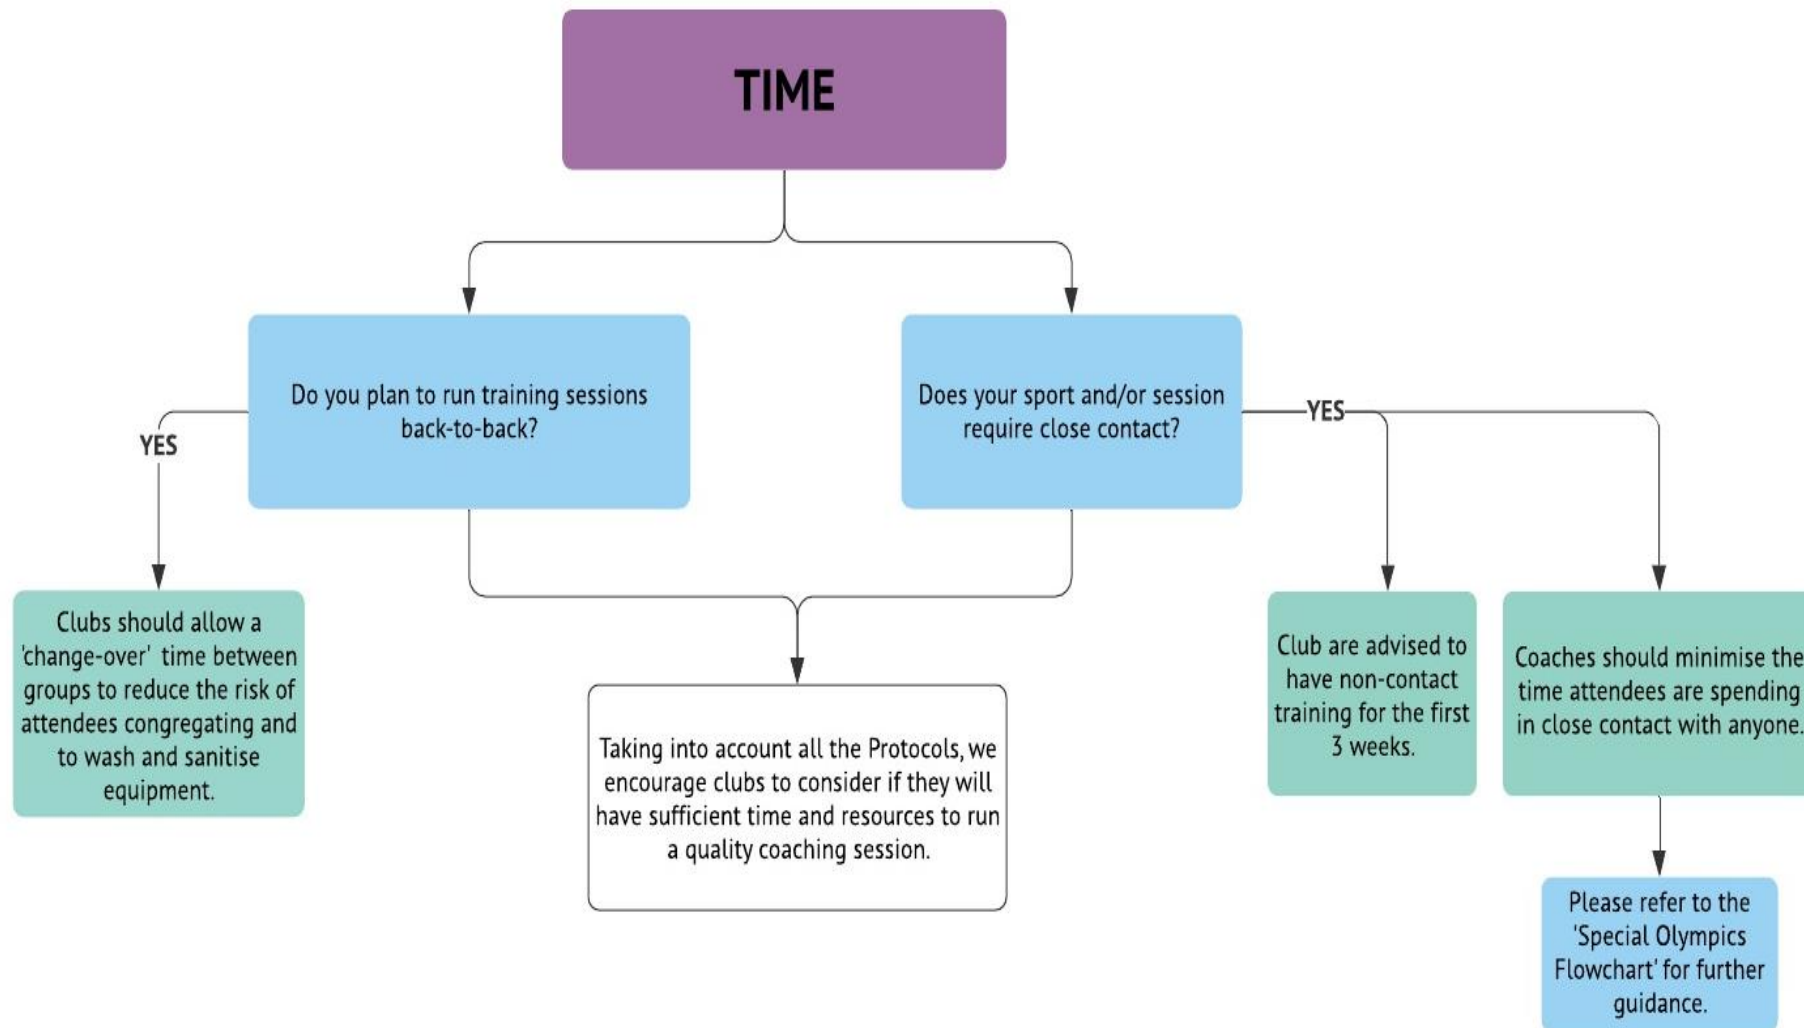 TIME
Do you plan to run training sessions
back-to-back?
Does your sport and/or session
require close contact?
YES
YES
Clubs should allow a
'change-over' time between
groups to reduce the risk of
attendees congregating and
to wash and sanitise
equipment.
Taking into account all the Protocols, we
encourage clubs to consider if they will
have sufficient time and resources to run
a quality coaching session.
Club are advised to
have non-contact
training for the first
3 weeks.
Coaches should minimise the
time attendees are spending
in close contact with anyone.
Please refer to the
'Special Olympics
Flowchart' for further
guidance.